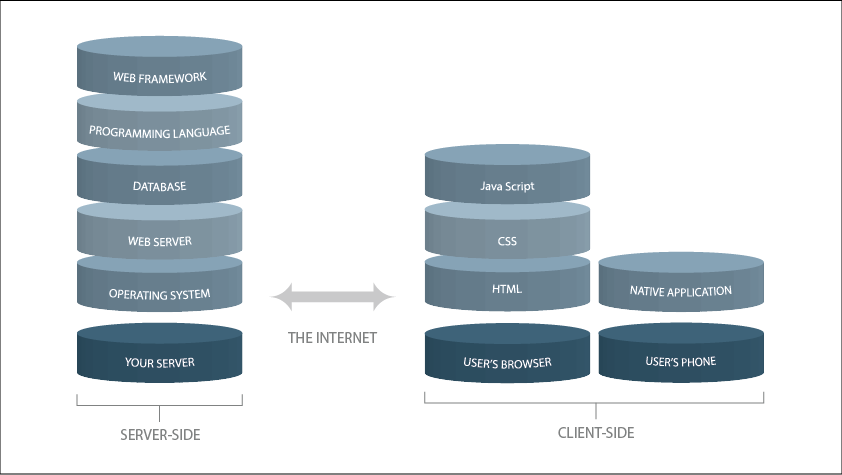 WEB FRAMEWORK
PROGRAMMING LANGUAGE
DATABASE
WEB SERVER
OPERATING SYSTEM
YOUR SERVER
SERVER-SIDE
THE INTERNET
Java Script
CSS
HTML
USER'S BROWSER
NATIVE APPLICATION
USER'S PHONE
CLIENT-SIDE